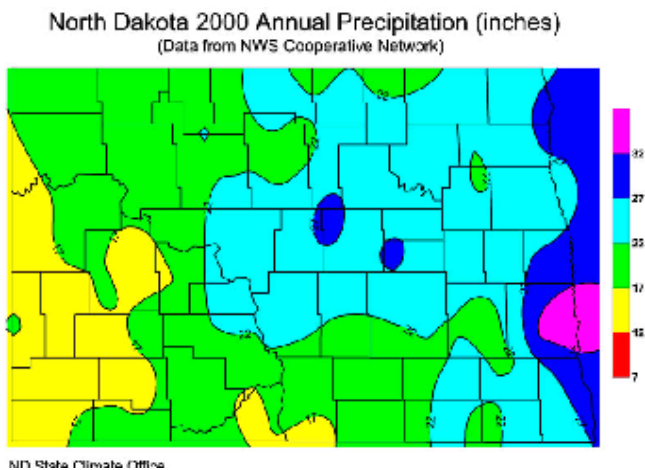 North Dakota 2000 Annual Precipitation (inches)
(Data from NWS Cooperative Network)
32
27
22
17
12
7
ND State Climate Office